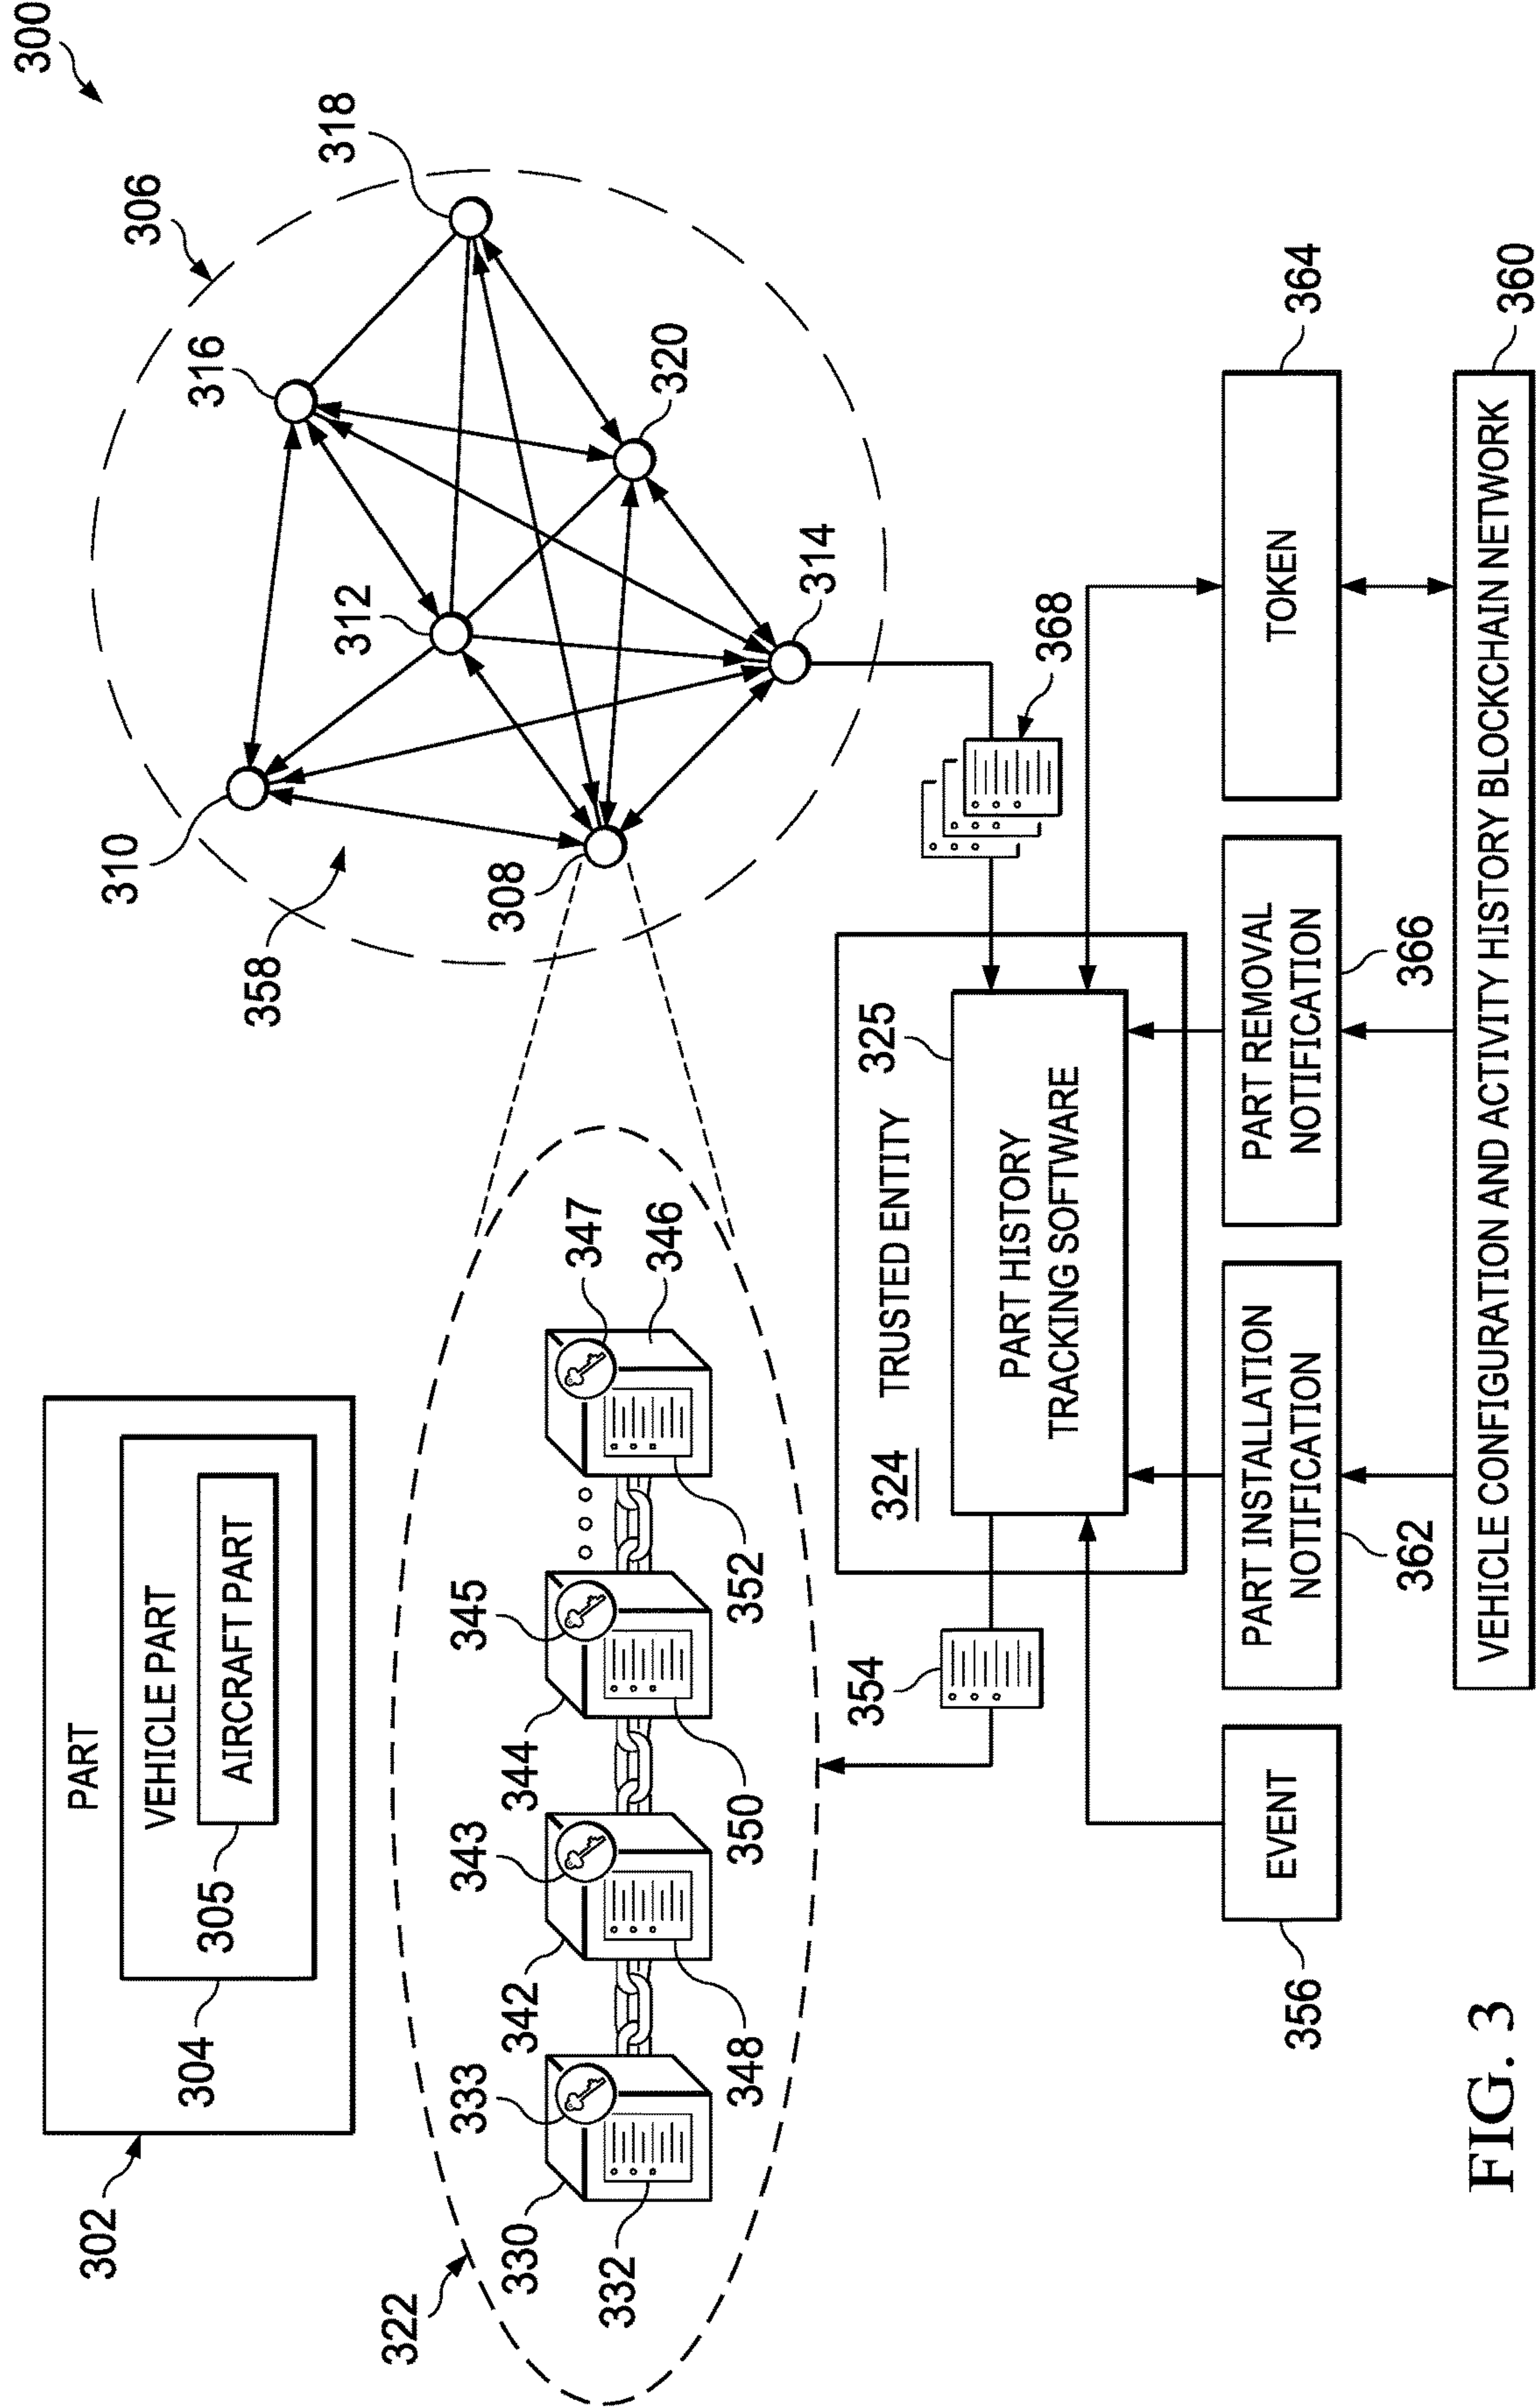 300
302
PART
304
VEHICLE PART
305
AIRCRAFT PART
306
316
318
310
312
320
358
308
314
322
330
333
342
343
344
345
347
346
332
348
350
352
354
368
324
TRUSTED ENTITY
325
PART HISTORY
TRACKING SOFTWARE
356
EVENT
PART INSTALLATION
NOTIFICATION
362
PART REMOVAL
NOTIFICATION
366
TOKEN
364
VEHICLE CONFIGURATION AND ACTIVITY HISTORY BLOCKCHAIN NETWORK
360
FIG. 3